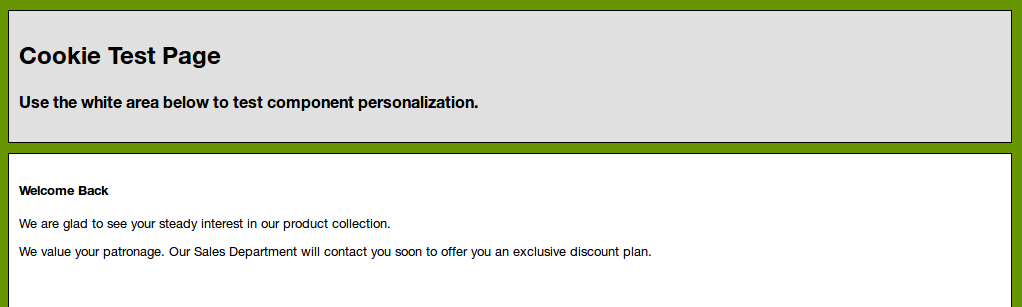 Cookie Test Page
Use the white area below to test component personalization.
Welcome Back
We are glad to see your steady interest in our product collection.
We value your patronage. Our Sales Department will contact you soon to offer you an exclusive discount plan.